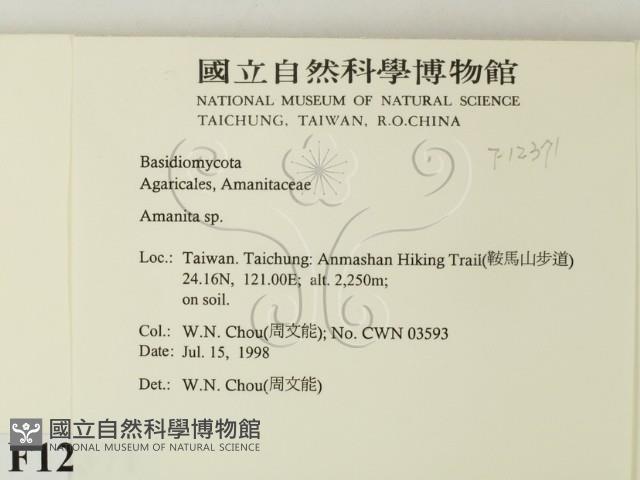 國立自然科學博物館
NATIONAL MUSEUM OF NATURAL SCIENCE
TAICHUNG, TAIWAN, R.O.CHINA
7-12371
Basidiomycota
Agaricales, Amanitaceae
Amanita sp.
Loc.: Taiwan. Taichung: Anmashan Hiking Trail(鞍馬山步道)
24.16N, 121.00E; alt. 2,250m;
on soil.
Col.: W.N. Chou(周文能); No. CWN 03593
Date: Jul. 15, 1998
Det.: W.N. Chou(周文能)
國立自然科學博物館
NATIONAL MUSEUM OF NATURAL SCIENCE
F12